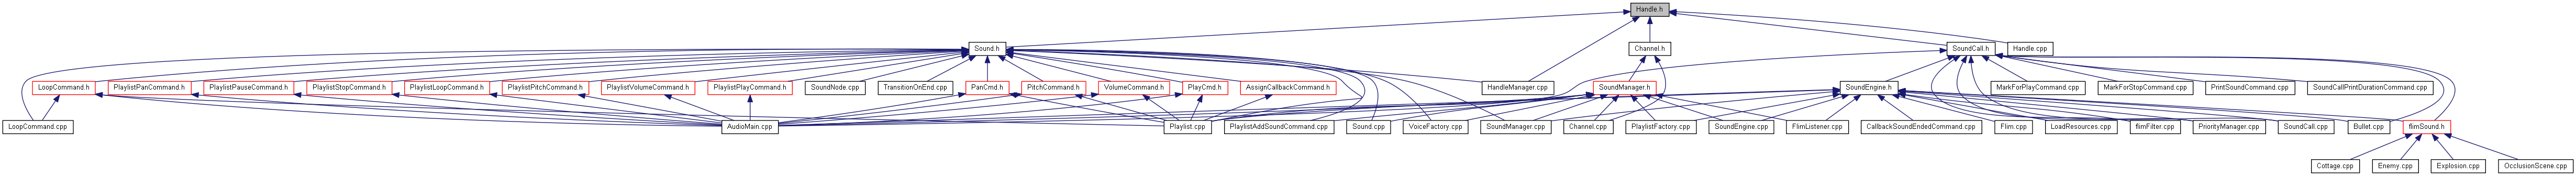 Handle.h
Sound.h
Channel.h
SoundCall.h
Handle.cpp
LoopCommand.h
PlaylistPanCommand.h
PlaylistPauseCommand.h
PlaylistStopCommand.h
PlaylistLoopCommand.h
PlaylistPitchCommand.h
PlaylistVolumeCommand.h
PlaylistPlayCommand.h
SoundNode.cpp
TransitionOnEnd.cpp
PanCmd.h
PitchCommand.h
VolumeCommand.h
PlayCmd.h
AssignCallbackCommand.h
HandleManager.cpp
SoundManager.h
SoundEngine.h
MarkForPlayCommand.cpp
MarkForStopCommand.cpp
PrintSoundCommand.cpp
SoundCallPrintDurationCommand.cpp
LoopCommand.cpp
AudioMain.cpp
Playlist.cpp
PlaylistAddSoundCommand.cpp
Sound.cpp
VoiceFactory.cpp
SoundManager.cpp
Channel.cpp
PlaylistFactory.cpp
SoundEngine.cpp
FlimListener.cpp
CallbackSoundEndedCommand.cpp
Flim.cpp
LoadResources.cpp
flimFilter.cpp
PriorityManager.cpp
SoundCall.cpp
Bullet.cpp
flimSound.h
Cottage.cpp
Enemy.cpp
Explosion.cpp
OcclusionScene.cpp